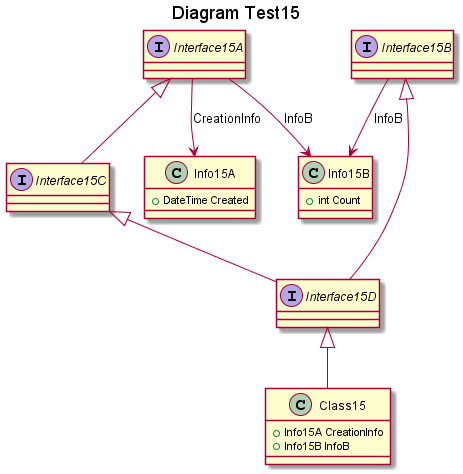 Diagram Test15
I Interface15A
I Interface15B
CreationInfo
InfoB
InfoB
I Interface15C
C Info15A
DateTime Created
C Info15B
int Count
I Interface15D
C Class15
Info15A CreationInfo
Info15B InfoB